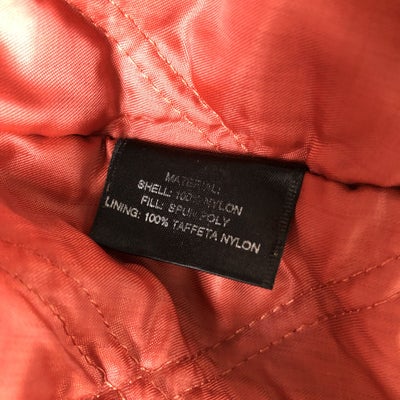 MATERIAL:
SHELL: 100% NYLON
FILL: SPUN POLY
LINING: 100% TAFFETA NYLON